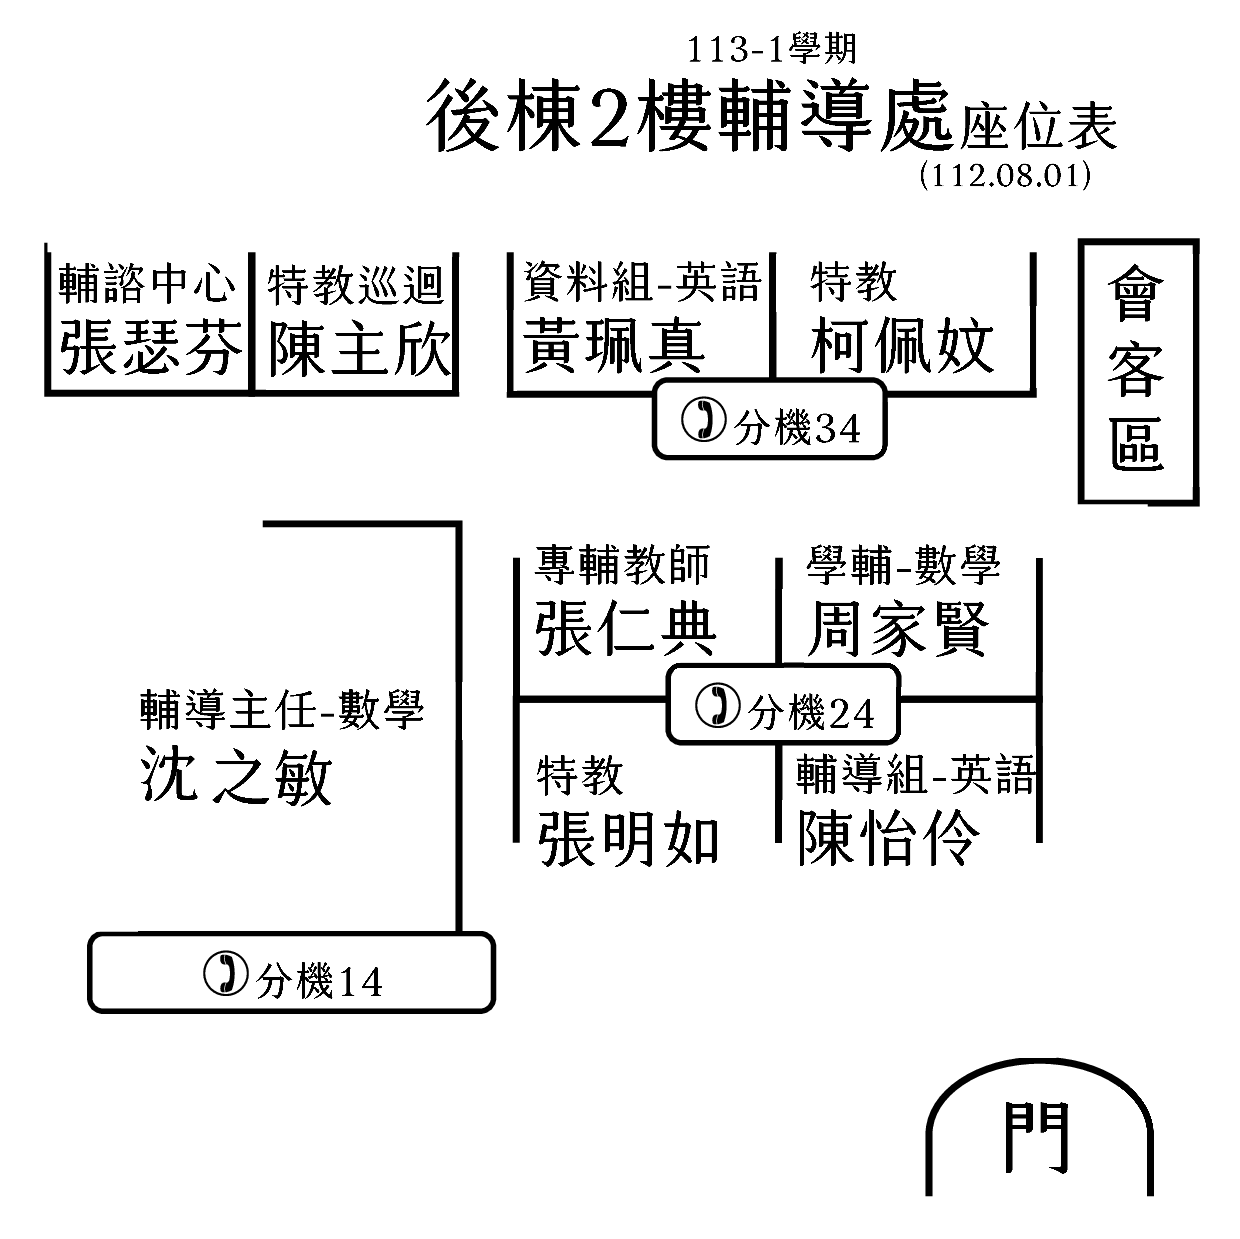 113-1學期
後棟2樓輔導處座位表
(112.08.01)
輔諮中心
張瑟芬
特教巡迴
陳主欣
資料組-英語
黃珮真
特教
柯佩妏
分機34
會客區
專輔教師
張仁典
學輔-數學
周家賢
分機24
特教
張明如
輔導組-英語
陳怡伶
輔導主任-數學
沈之敏
分機14
門